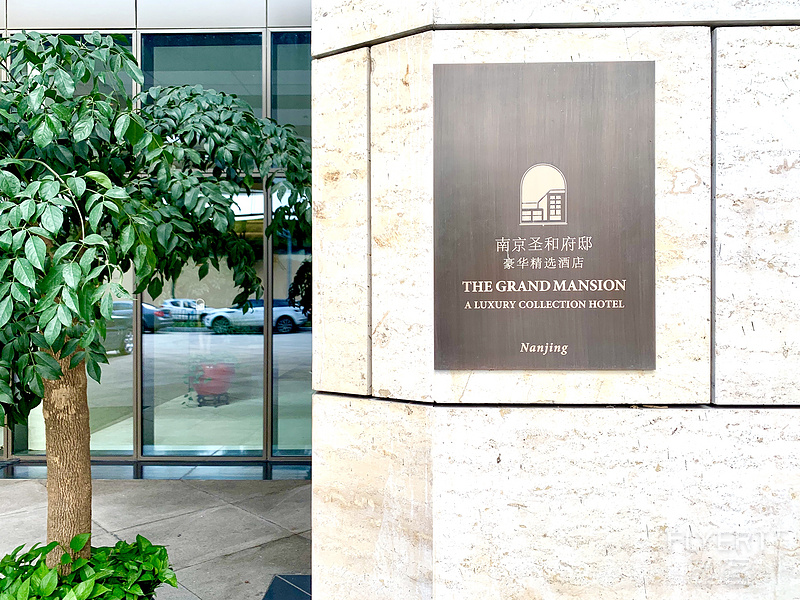 南京圣和府邸
豪华精选酒店
THE GRAND MANSION
A LUXURY COLLECTION HOTEL
Nanjing
FLYERT